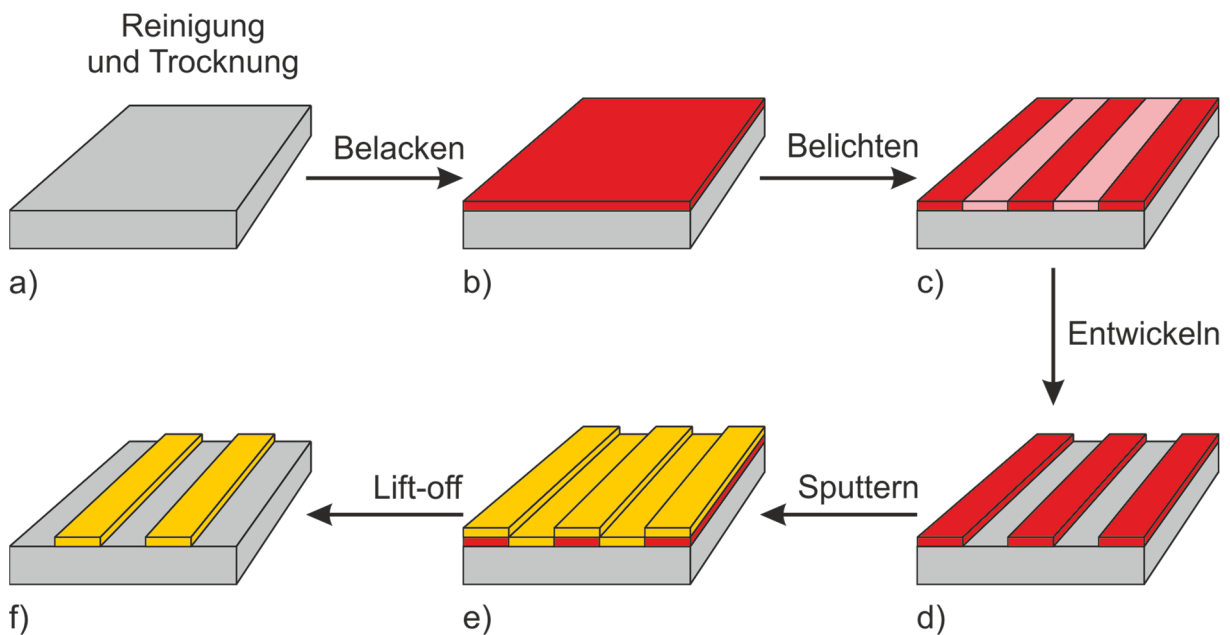 Reinigung
und Trocknung
Belacken
Belichten
a)
b)
c)
Entwickeln
Lift-off
Sputtern
f)
e)
d)